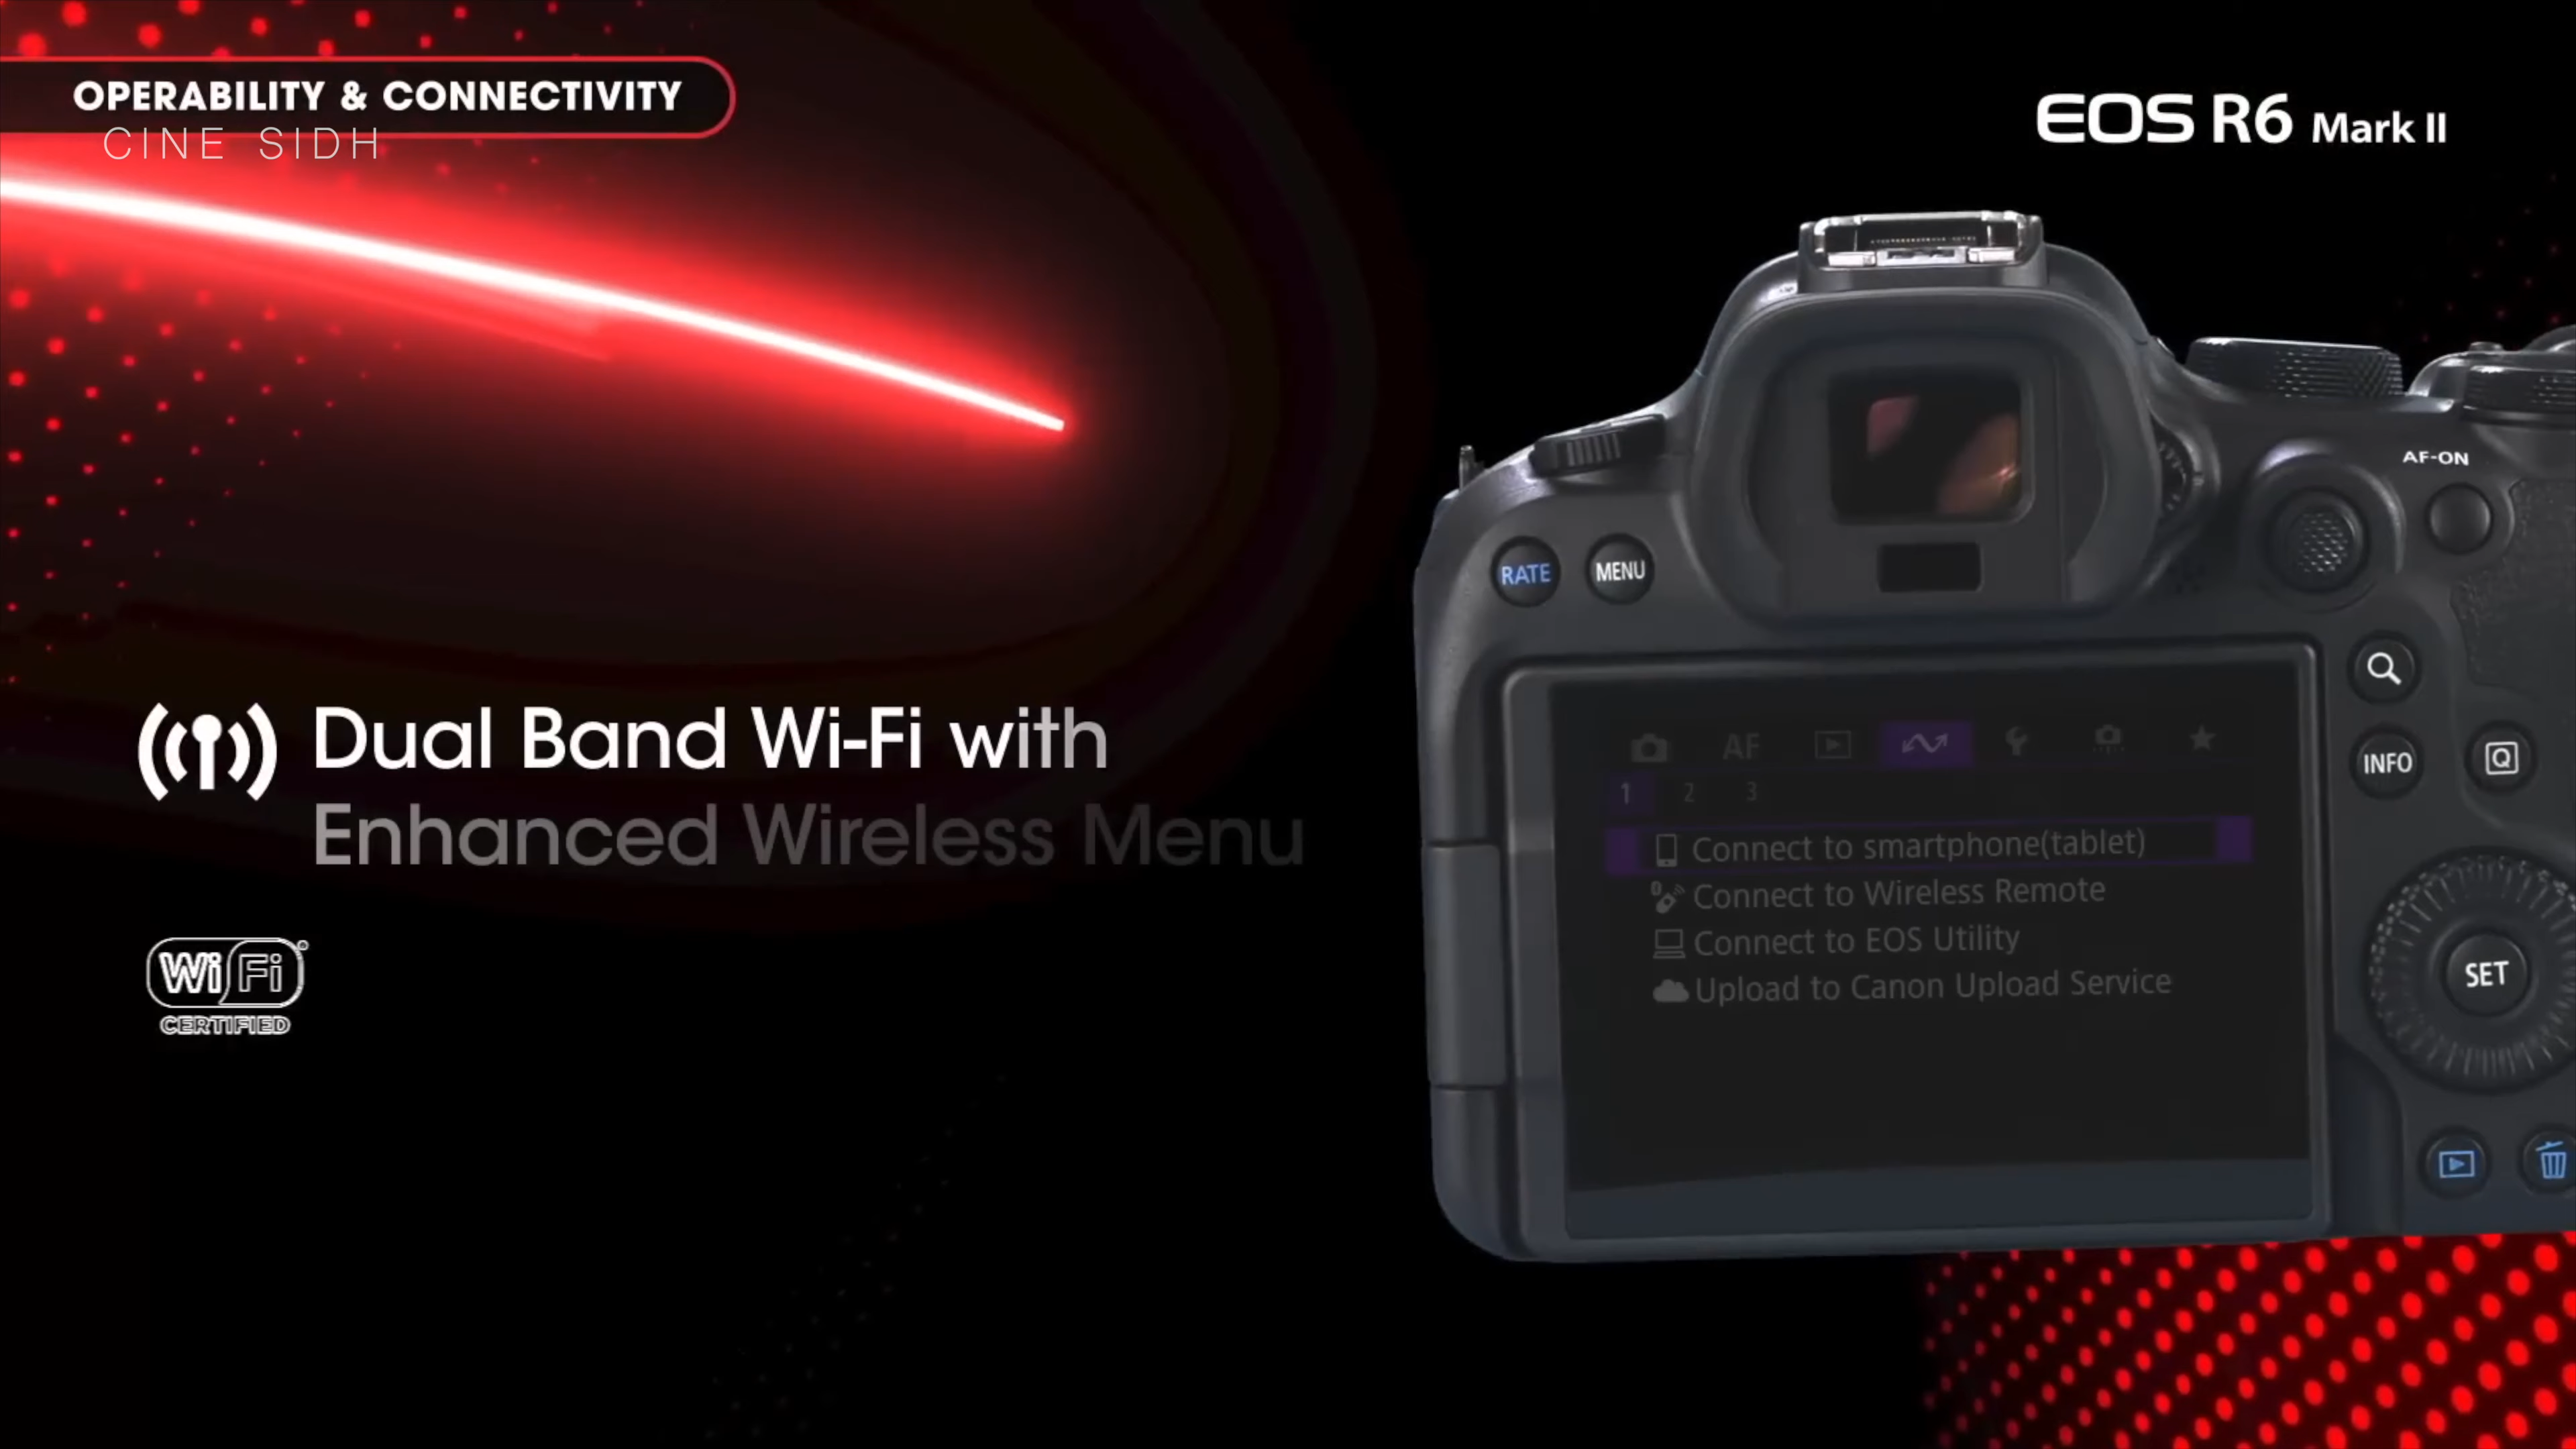 OPERABILITY & CONNECTIVITY
CINE SIDH
EOS R6 Mark II
AF-ON
RATE
MENU
Dual Band Wi-Fi with
Enhanced Wireless Menu
AF
1 2 3
Connect to smartphone(tablet)
Connect to Wireless Remote
Connect to EOS Utility
Upload to Canon Upload Service
INFO
Q
SET
Wi Fi
CERTIFIED